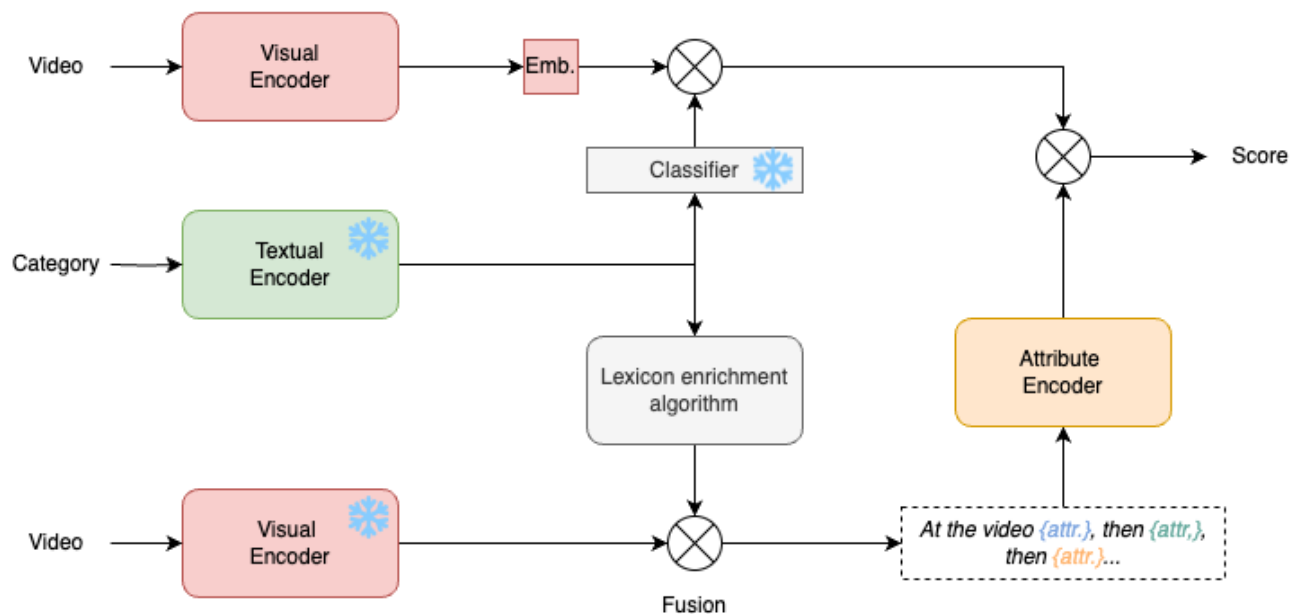 Video
Visual
Encoder
Emb.
Classifier
Score
Category
Textual
Encoder
Lexicon enrichment
algorithm
Attribute
Encoder
Video
Visual
Encoder
At the video {attr.}, then {attr,},
then {attr.}...
Fusion